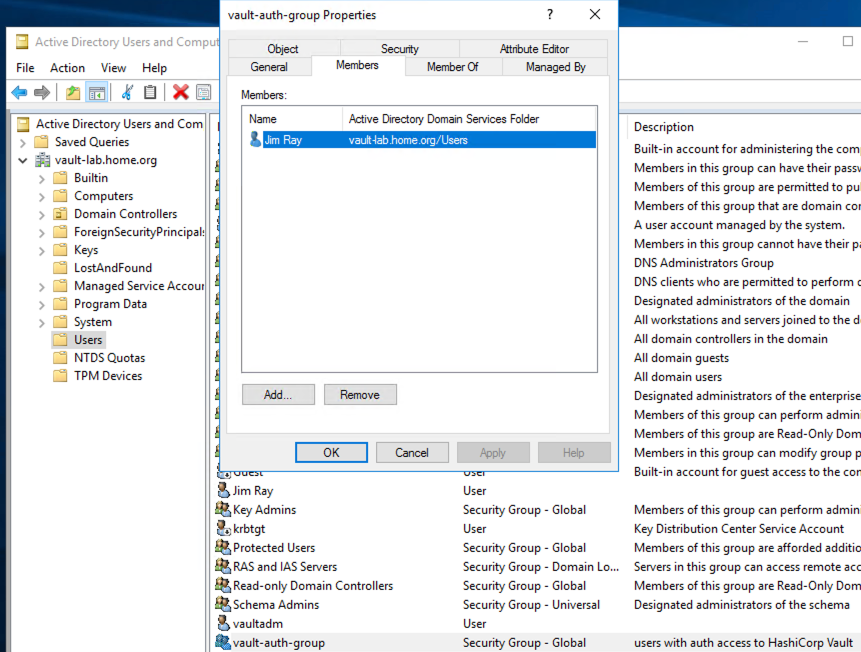 vault-auth-group Properties
?
Active Directory Users and Comput
File Action View Help
Object Security Attribute Editor
General Members Member Of Managed By
Members:
Name Active Directory Domain Services Folder
Jim Ray vault-lab.home.org/Users
Add... Remove
OK Cancel Apply Help
Active Directory Users and Com
Saved Queries
vault-lab.home.org
Builtin
Computers
Domain Controllers
ForeignSecurityPrincipals
Keys
LostAndFound
Managed Service Accour
Program Data
System
Users
NTDS Quotas
TPM Devices
Description
Built-in account for administering the com
Members in this group can have their passw
Members of this group are permitted to pu
Members of this group that are domain cor
A user account managed by the system.
Members in this group cannot have their pa
DNS Administrators Group
DNS clients who are permitted to perform d
Designated administrators of the domain
All workstations and servers joined to the do
All domain controllers in the domain
All domain guests
All domain users
Designated administrators of the enterprise
Members of this group can perform admini
Members of this group are Read-Only Dom
Members in this group can modify group p
Guest User Built-in account for guest access to the com
Jim Ray User
Key Admins Security Group - Global Members of this group can perform admini
krbtgt User Key Distribution Center Service Account
Protected Users Security Group - Global Members of this group are afforded additio
RAS and IAS Servers Security Group - Domain Lo... Servers in this group can access remote acc
Read-only Domain Controllers Security Group - Global Members of this group are Read-Only Dom
Schema Admins Security Group - Universal Designated administrators of the schema
vaultadm User
vault-auth-group Security Group - Global users with auth access to HashiCorp Vault